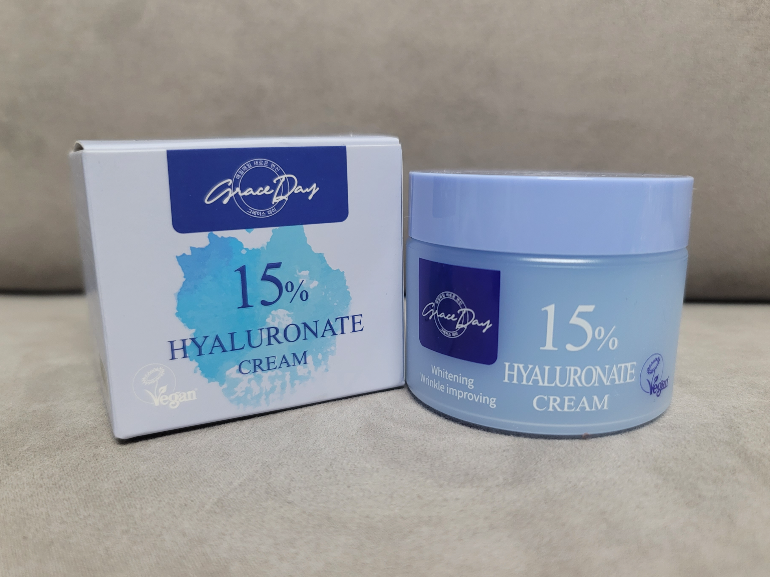 Grace Day
15%
HYALURONATE
CREAM
Vegan
Grace Day
15%
HYALURONATE
CREAM
Whitening
Wrinkle improving
Vegan